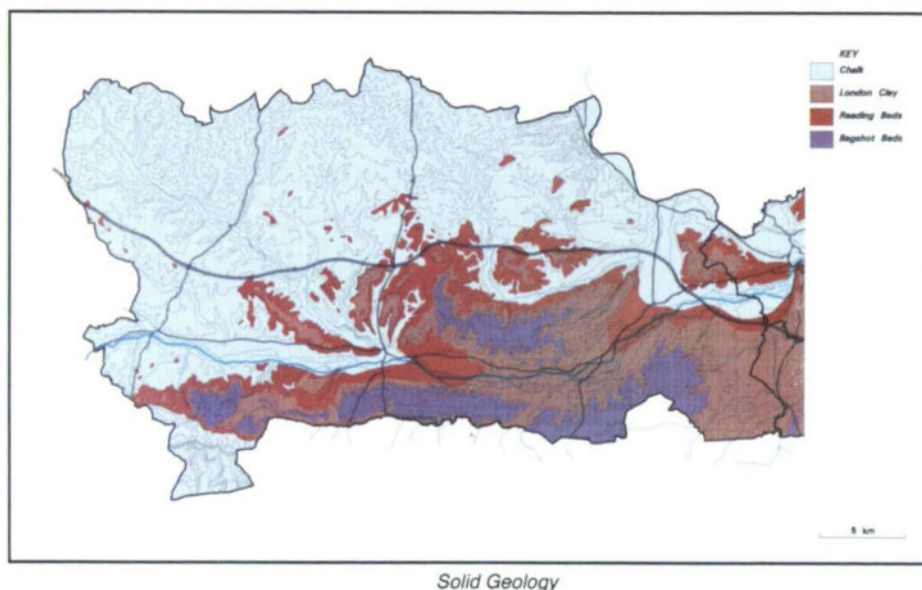 KEY
Chalk
London Clay
Reading Beds
Bagshot Beds
5 km
Solid Geology